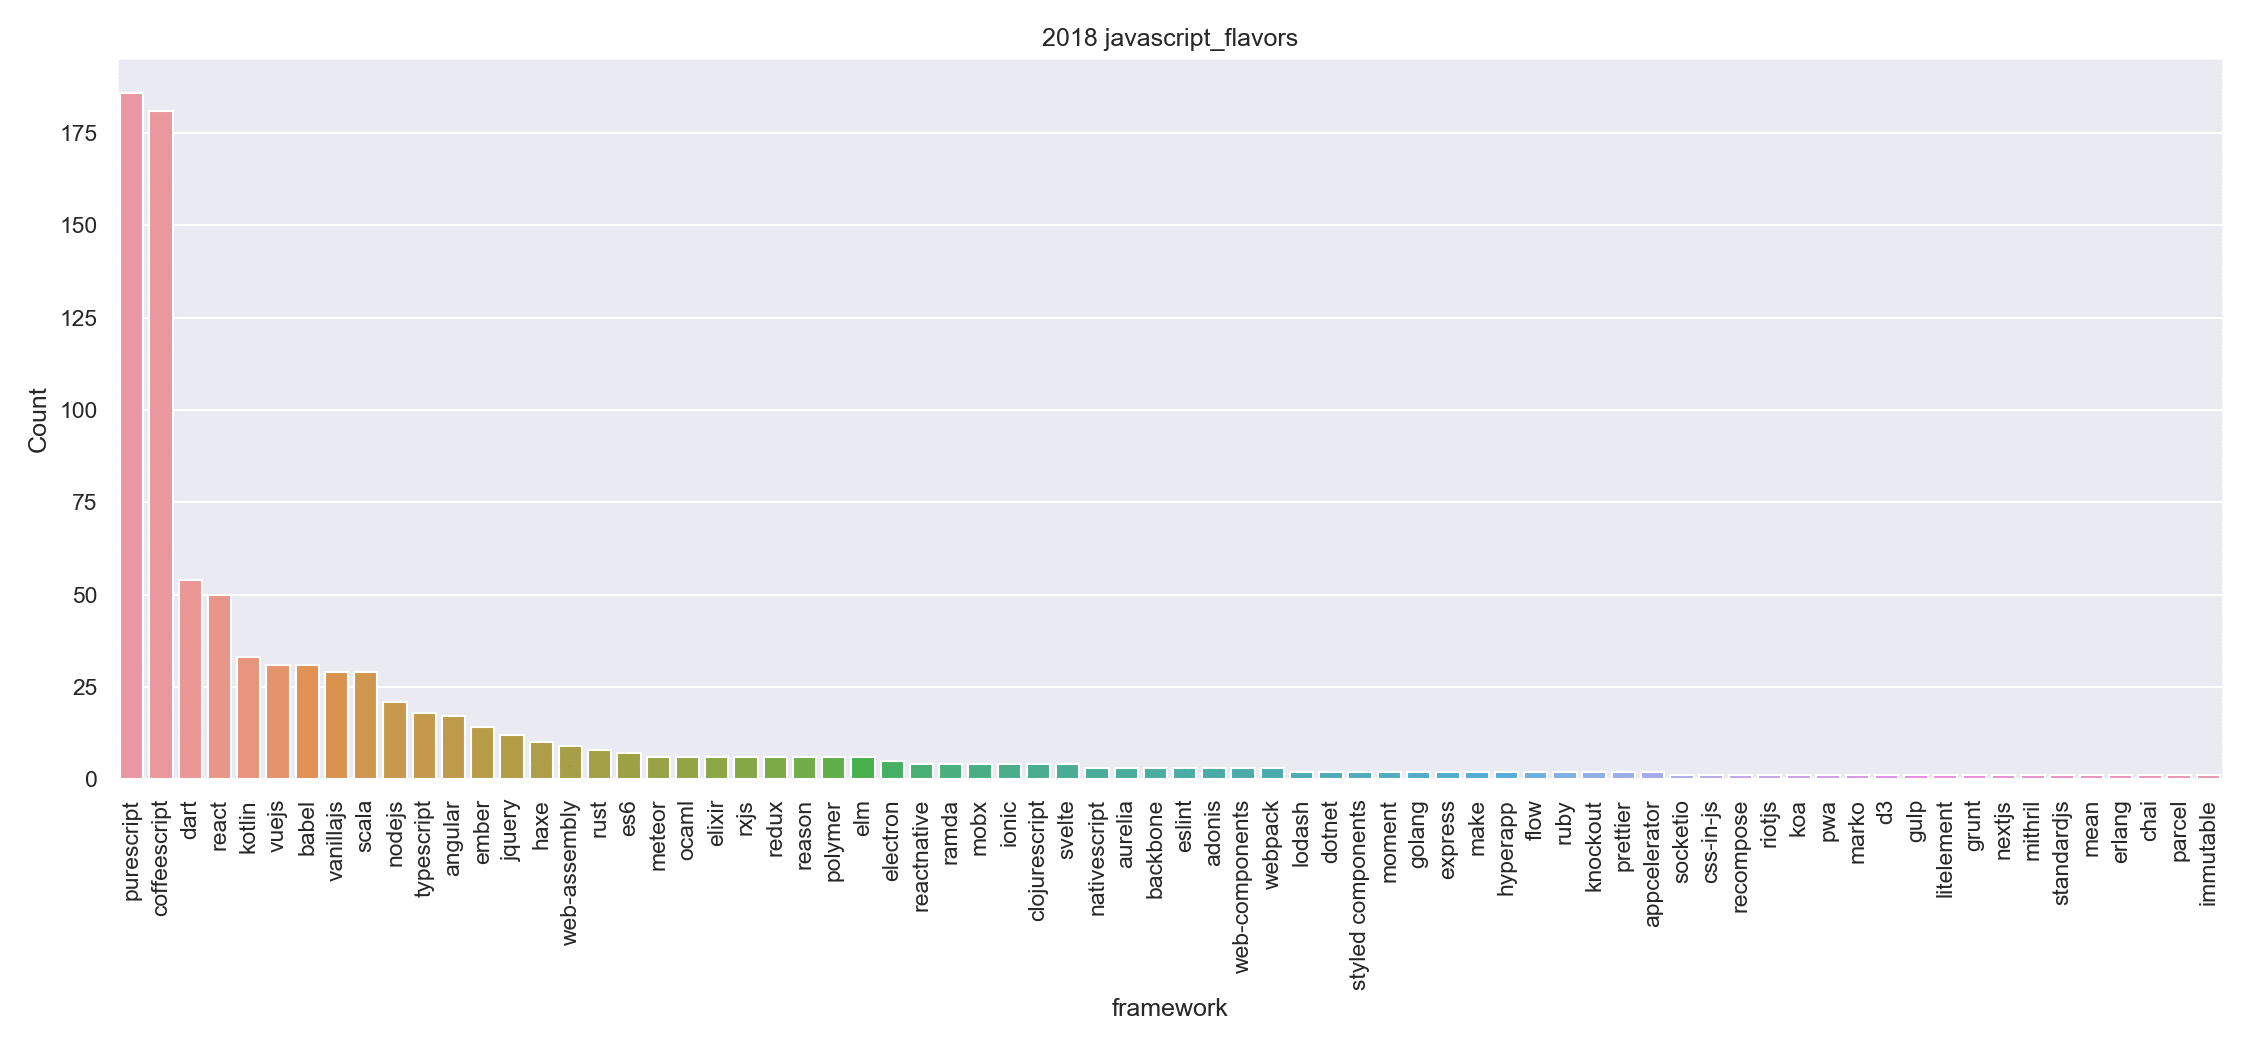 2018 javascript_flavors
Count
175
150
125
100
75
50
25
0
purescript
coffeescript
dart
react
kotlin
vuejs
babel
vanillajs
scala
nodejs
typescript
angular
ember
jquery
haxe
web-assembly
rust
es6
meteor
ocaml
elixir
rxjs
redux
reason
polymer
elm
electron
reactnative
ramda
mobx
ionic
clojurescript
svelte
nativescript
aurelia
backbone
eslint
adonis
web-components
webpack
lodash
dotnet
styled components
moment
golang
express
make
hyperapp
flow
ruby
knockout
prettier
appcelerator
socketio
css-in-js
recompose
riotjs
koa
pwa
marko
d3
gulp
litelement
grunt
nextjs
mithril
standardjs
mean
erlang
chai
parcel
immutable
framework